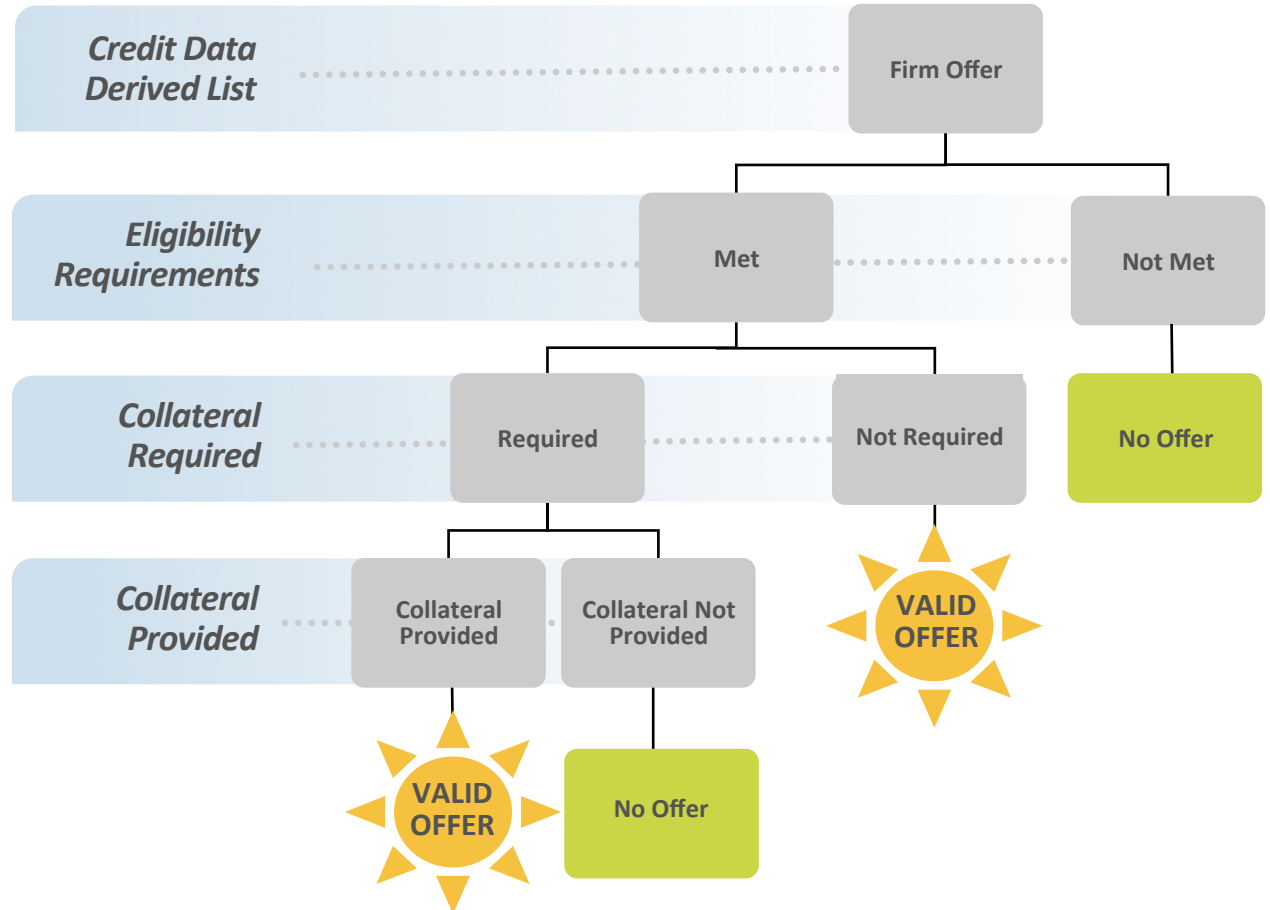 Credit Data
Derived List
Firm Offer
Eligibility
Requirements
Met
Not Met
Collateral
Required
Required
Not Required
No Offer
Collateral
Provided
Collateral
Provided
Collateral Not
Provided
VALID
OFFER
VALID
OFFER
No Offer